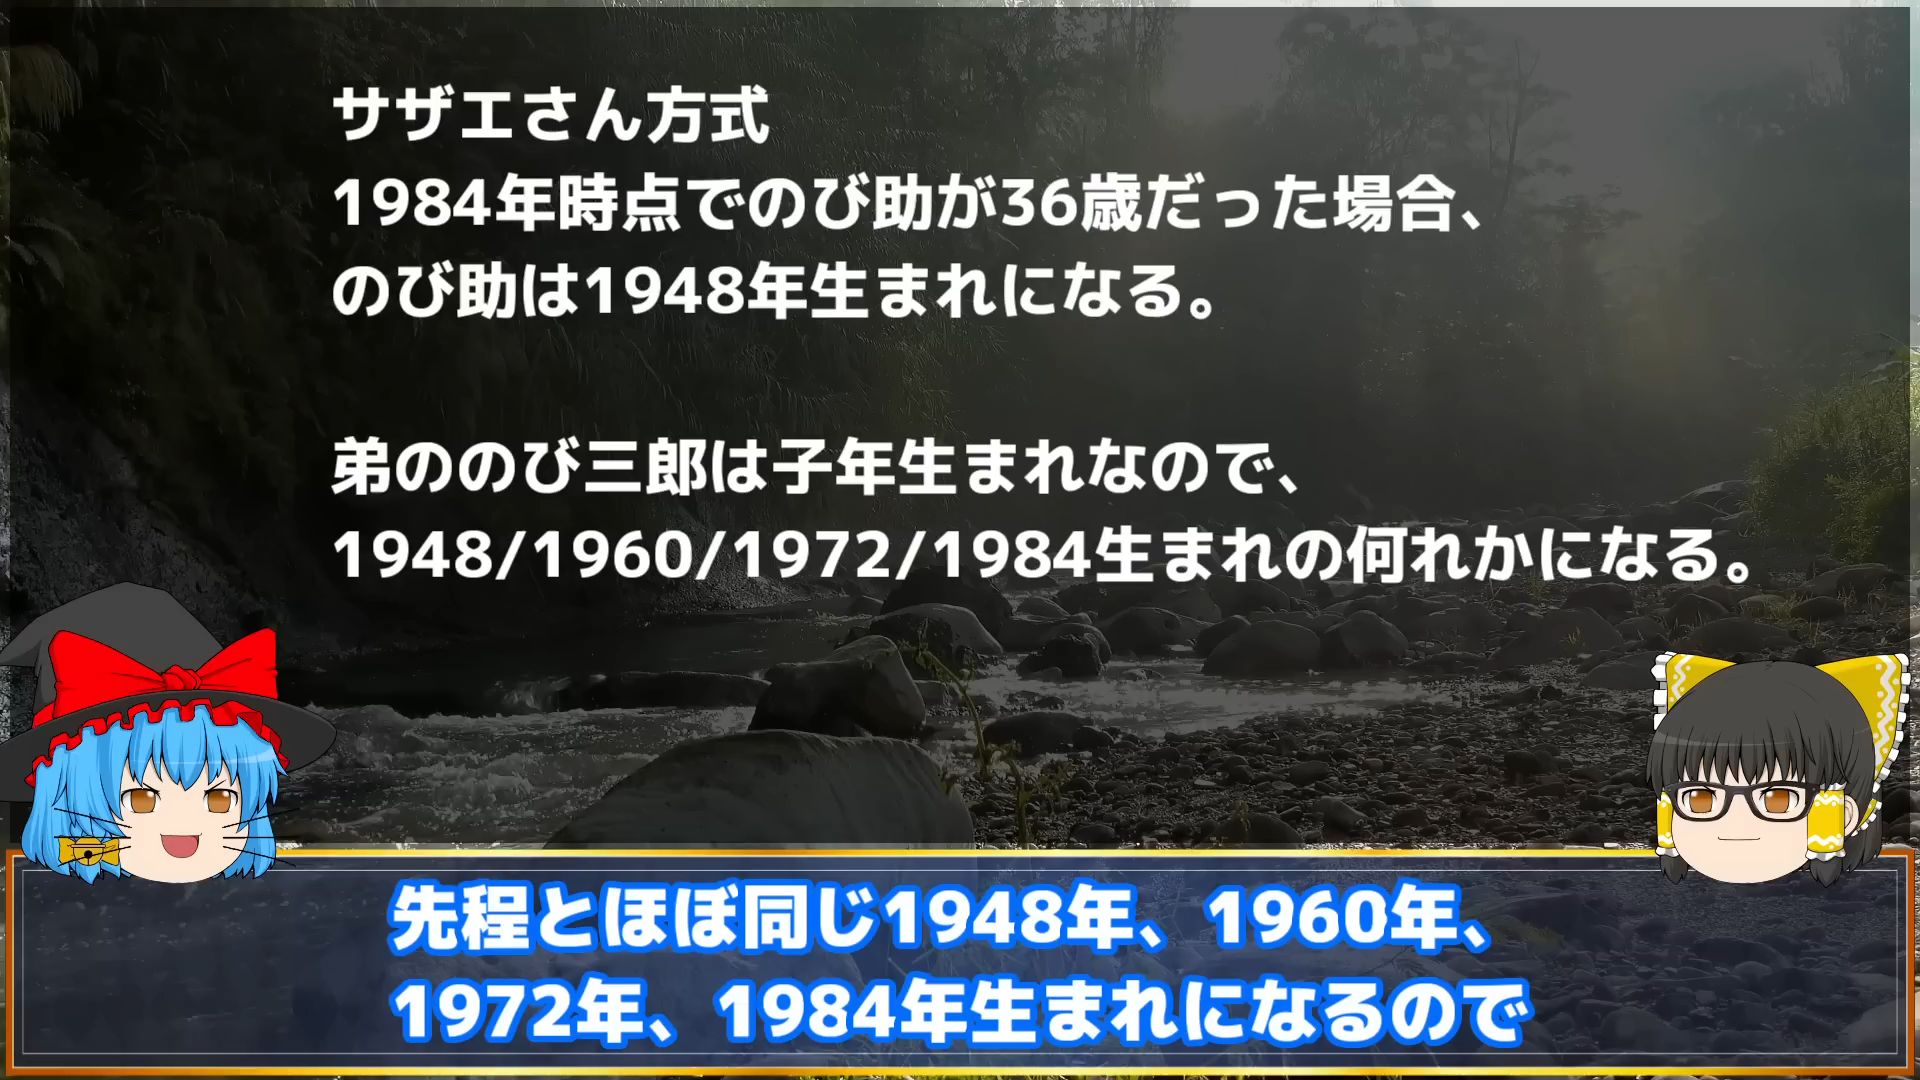 サザエさん方式
1984年時点でのび助が36歳だった場合、
のび助は1948年生まれになる。
弟ののび三郎は子年生まれなので、
1948/1960/1972/1984生まれの何れかになる。
先程とほぼ同じ1948年、1960年、
1972年、1984年生まれになるので